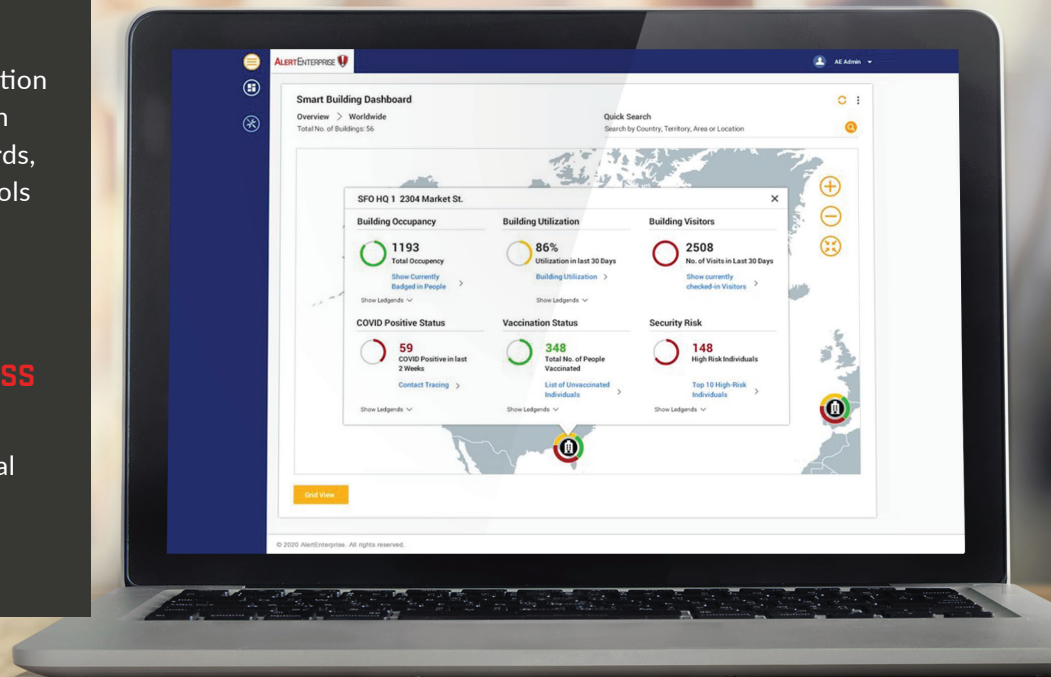 tion
n
rds,
ols
SS
al
ALERTENTERPRISE
AE Admin
Smart Building Dashboard
Overview > Worldwide
Total No. of Buildings: 56
Quick Search
Search by Country, Territory, Area or Location
SFO HQ 1 2304 Market St.
Building Occupancy
1193
Total Occupancy
Show Currently
Badged in People
Show Ledgends
Building Utilization
86%
Utilization in last 30 Days
Building Utilization
Show Ledgends
Building Visitors
2508
No. of Visits in Last 30 Days
Show currently
checked-in Visitors
COVID Positive Status
59
COVID Positive in last
2 Weeks
Contact Tracing
Show Ledgends
Vaccination Status
348
Total No. of People
Vaccinated
List of Unvaccinated
Individuals
Show Ledgends
Security Risk
148
High Risk Individuals
Top 10 High-Risk
Individuals
Show Ledgends
Grid View
© 2020 AlertEnterprise. All rights reserved.